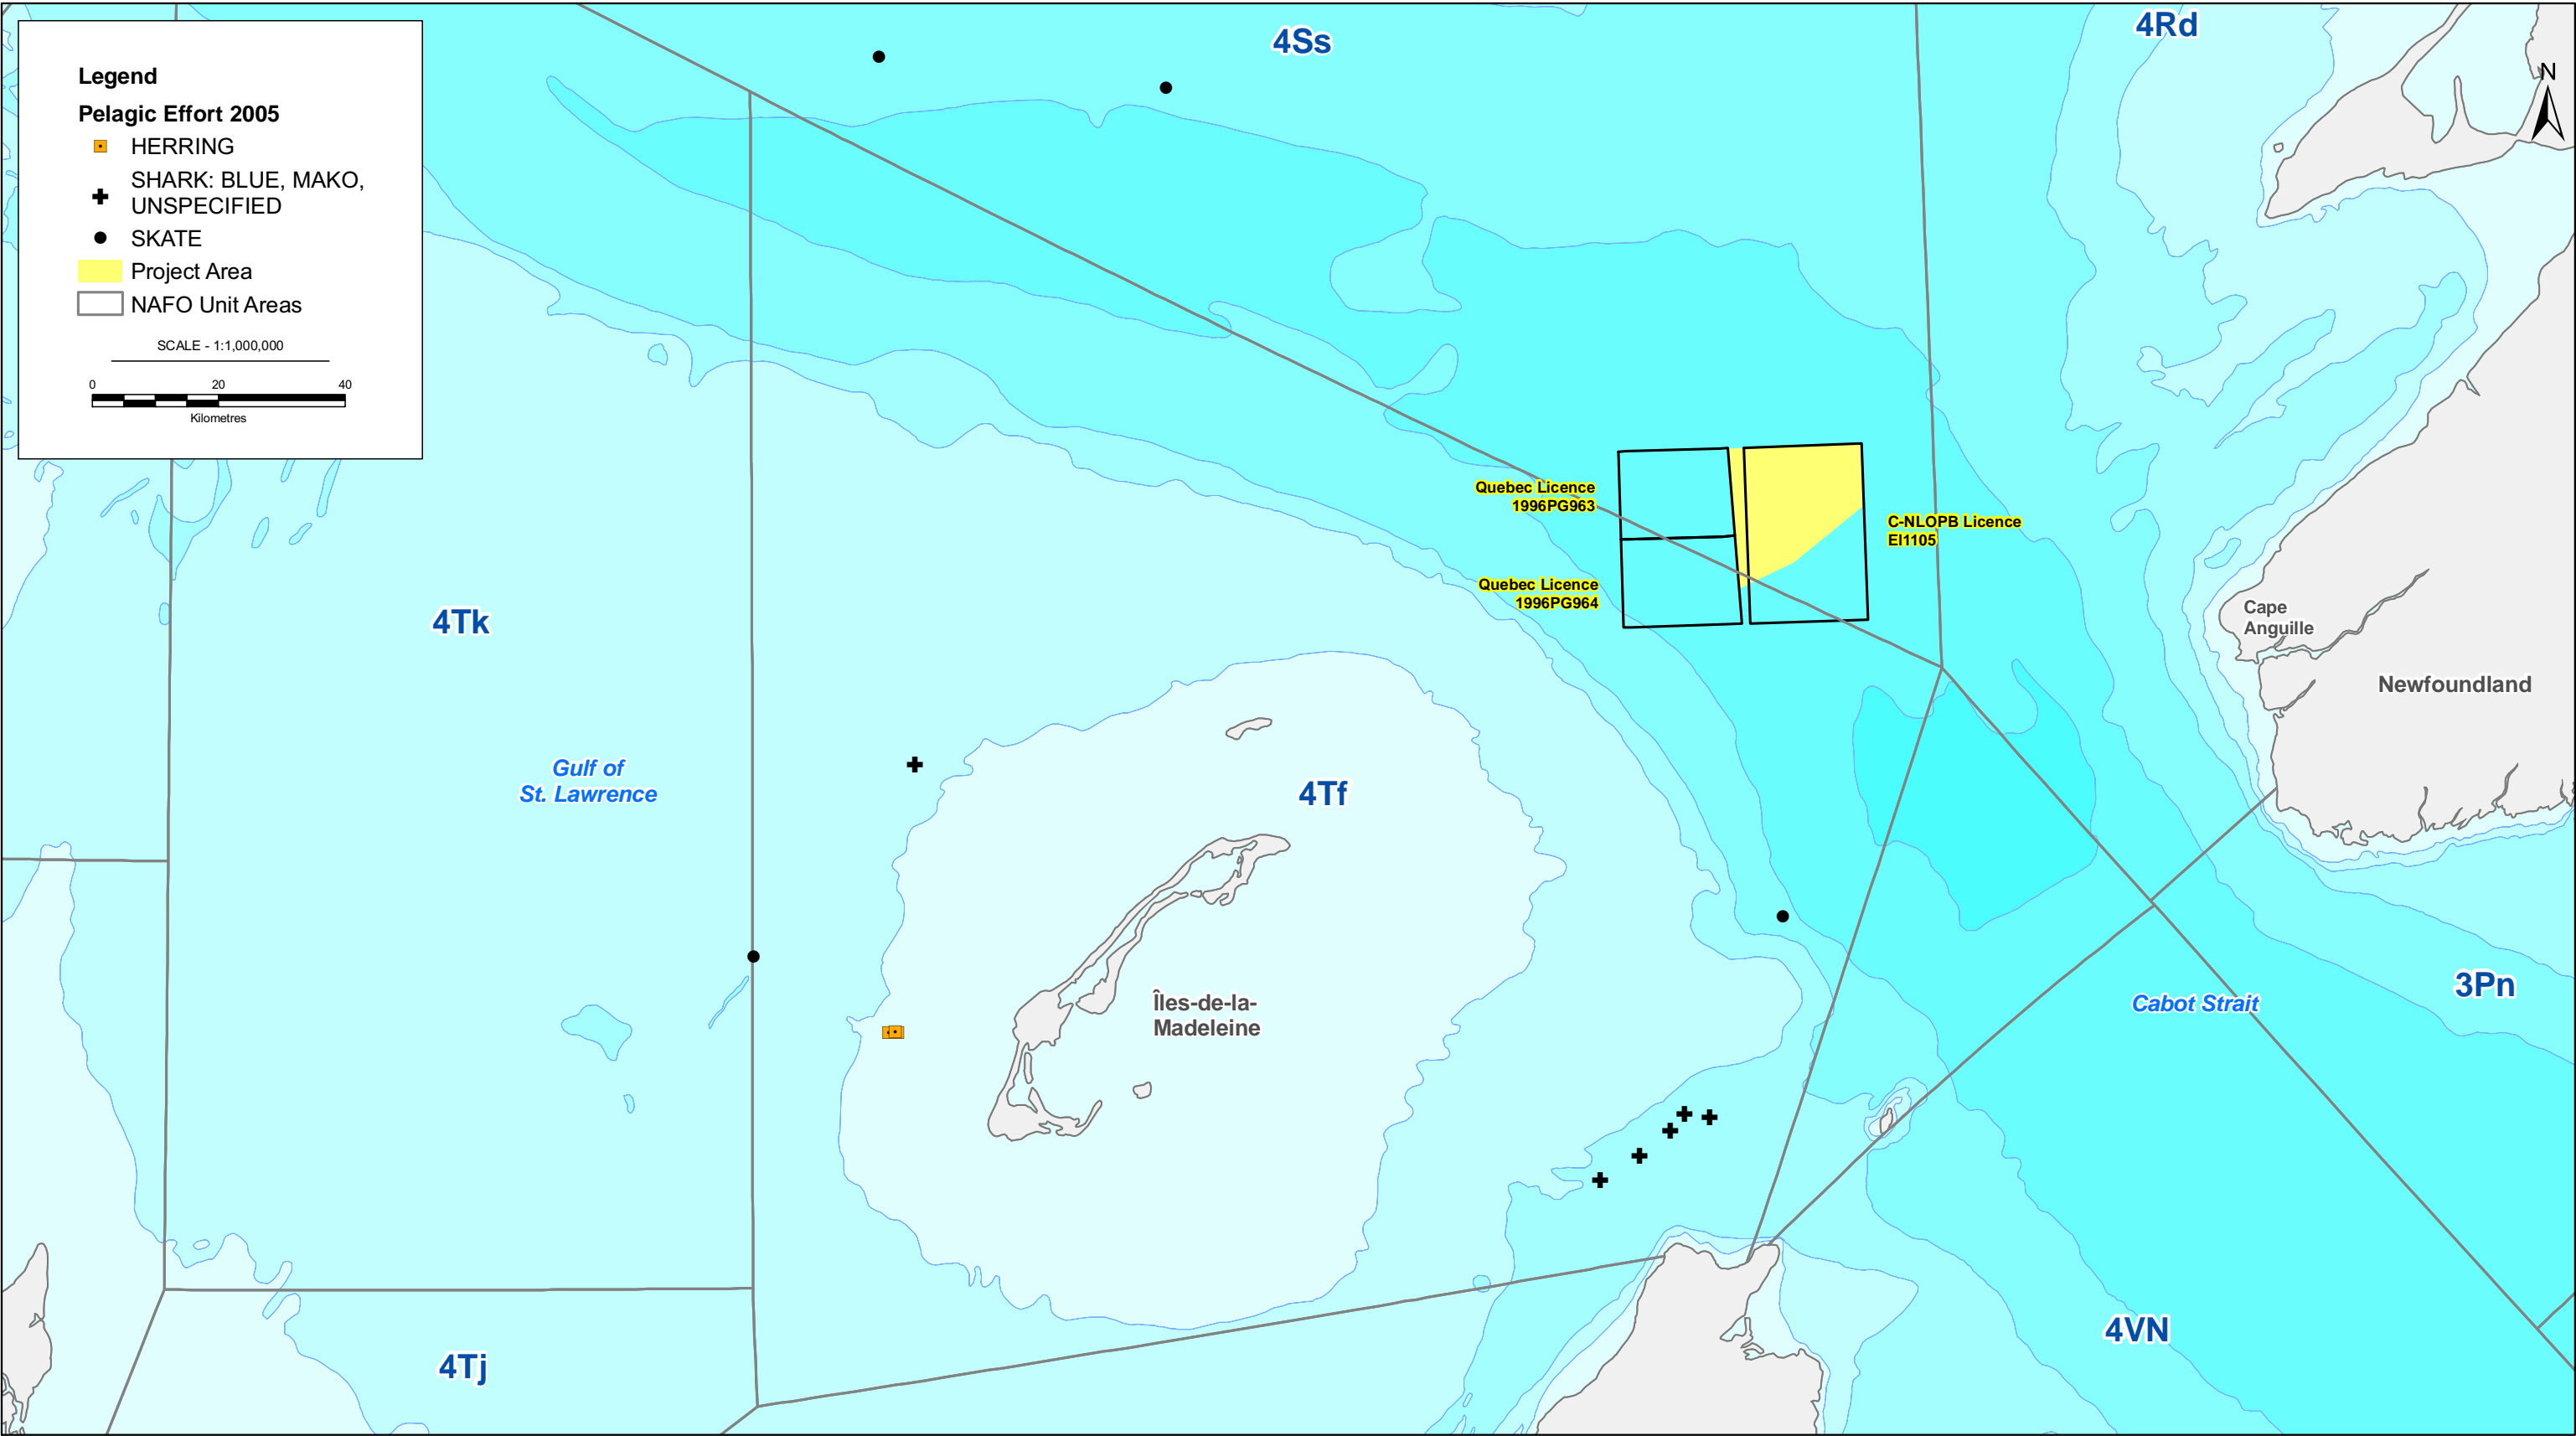 Legend
Pelagic Effort 2005
HERRING
SHARK: BLUE, MAKO,
UNSPECIFIED
SKATE
Project Area
NAFO Unit Areas
SCALE - 1:1,000,000
0 20 40
Kilometres
4Ss
4Rd
N
Quebec Licence
1996PG963
C-NLOPB Licence
EI1105
Quebec Licence
1996PG964
Cape
Anguille
Newfoundland
4Tk
Gulf of
St. Lawrence
4Tf
Îles-de-la-
Madeleine
Cabot Strait
3Pn
4VN
4Tj